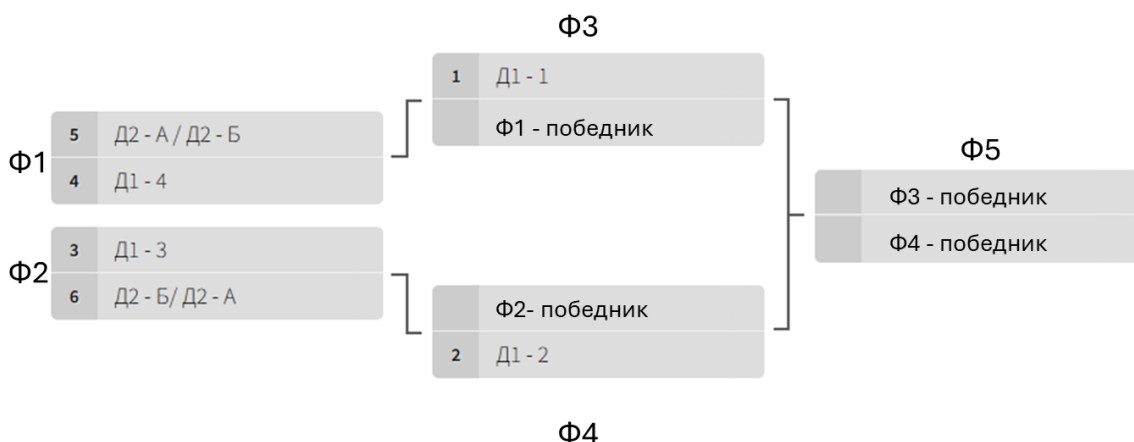 Ф3
1 Д1 - 1
Ф1 - победник
Ф1
5 Д2 - А / Д2 - Б
4 Д1 - 4
Ф5
Ф3 - победник
Ф4 - победник
Ф2
3 Д1 - 3
6 Д2 - Б/ Д2 - А
Ф2- победник
2 Д1 - 2
Ф4